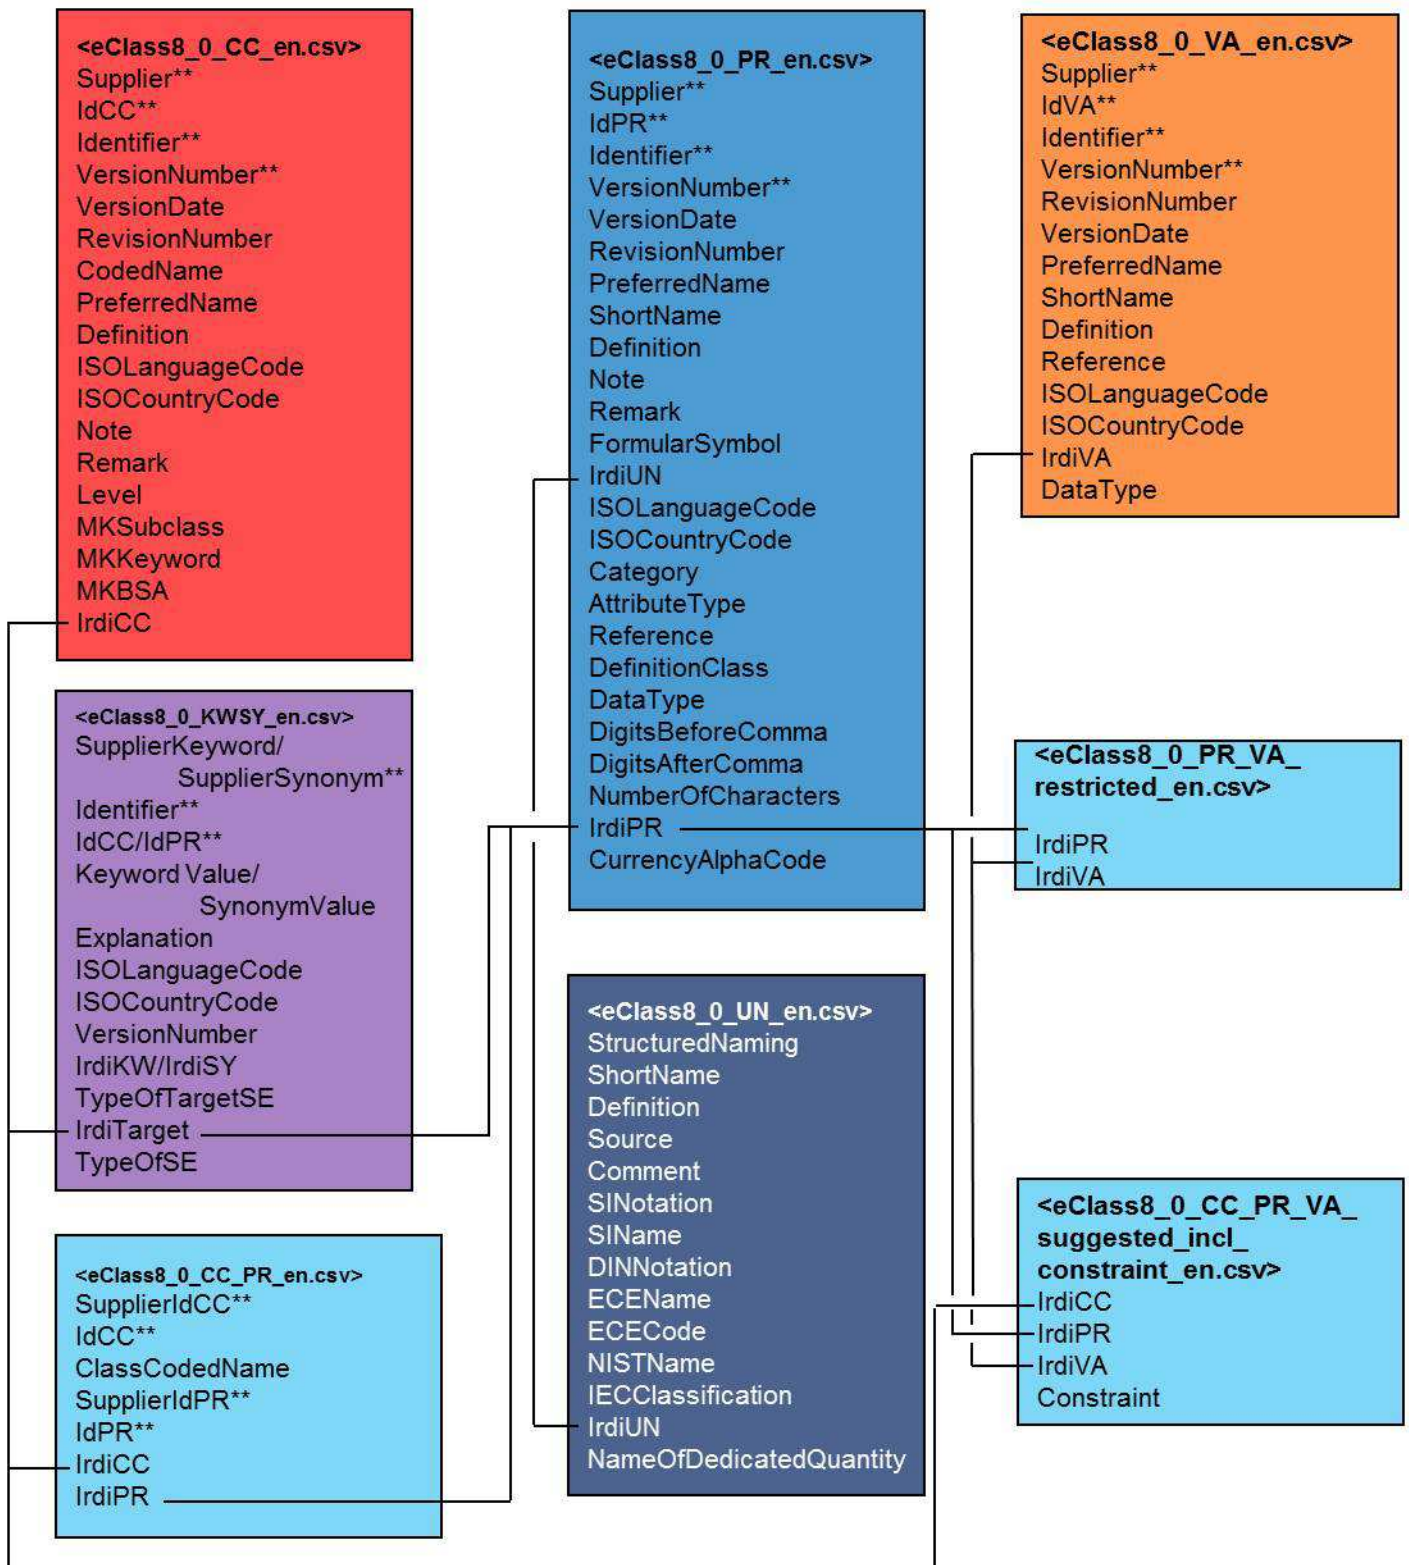 <eClass8_0_CC_en.csv>
Supplier**
IdCC**
Identifier**
VersionNumber**
VersionDate
RevisionNumber
CodedName
PreferredName
Definition
ISOLanguageCode
ISOCountryCode
Note
Remark
Level
MKSubclass
MKKeyword
MKBSA
IrdiCC
<eClass8_0_KWSY_en.csv>
SupplierKeyword/
SupplierSynonym**
Identifier**
IdCC/IdPR**
Keyword Value/
SynonymValue
Explanation
ISOLanguageCode
ISOCountryCode
VersionNumber
IrdiKW/IrdiSY
TypeOfTargetSE
IrdiTarget
TypeOfSE
<eClass8_0_CC_PR_en.csv>
SupplierIdCC**
IdCC**
ClassCodedName
SupplierIdPR**
IdPR**
IrdiCC
IrdiPR
<eClass8_0_PR_en.csv>
Supplier**
IdPR**
Identifier**
VersionNumber**
VersionDate
RevisionNumber
PreferredName
ShortName
Definition
Note
Remark
FormularSymbol
IrdiUN
ISOLanguageCode
ISOCountryCode
Category
AttributeType
Reference
DefinitionClass
DataType
DigitsBeforeComma
DigitsAfterComma
NumberOfCharacters
IrdiPR
CurrencyAlphaCode
<eClass8_0_UN_en.csv>
StructuredNaming
ShortName
Definition
Source
Comment
SINotation
SIName
DINNotation
ECEName
ECECode
NISTName
IECClassification
IrdiUN
NameOfDedicatedQuantity
<eClass8_0_VA_en.csv>
Supplier**
IdVA**
Identifier**
VersionNumber**
RevisionNumber
VersionDate
PreferredName
ShortName
Definition
Reference
ISOLanguageCode
ISOCountryCode
IrdiVA
DataType
<eClass8_0_PR_VA_
restricted_en.csv>
IrdiPR
IrdiVA
<eClass8_0_CC_PR_VA_
suggested_incl_
constraint_en.csv>
IrdiCC
IrdiPR
IrdiVA
Constraint